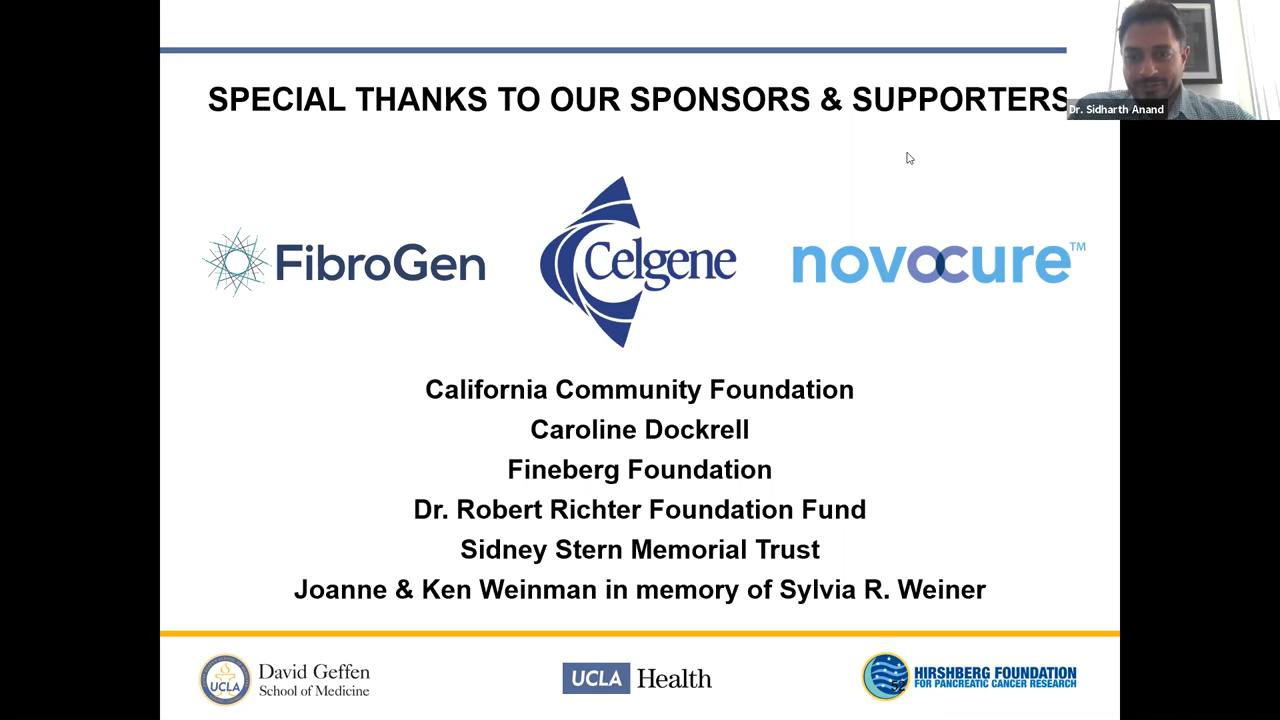 SPECIAL THANKS TO OUR SPONSORS & SUPPORTERS
Dr. Sidharth Anand
FibroGen
Celgene
novocure™
California Community Foundation
Caroline Dockrell
Fineberg Foundation
Dr. Robert Richter Foundation Fund
Sidney Stern Memorial Trust
Joanne & Ken Weinman in memory of Sylvia R. Weiner
UCLA
David Geffen
School of Medicine
UCLA Health
HIRSHBERG FOUNDATION
FOR PANCREATIC CANCER RESEARCH